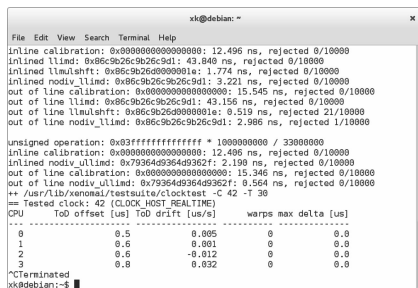 xk@debian: ~
File Edit View Search Terminal Help
inline calibration: 0x0000000000000000: 12.496 ns, rejected 0/10000
inlined llimd: 0x86c9b26c9b26c9d1: 43.840 ns, rejected 0/10000
inlined llmulshft: 0x86c9b26d0000001e: 1.774 ns, rejected 0/10000
inlined nodiv_llimd: 0x86c9b26c9b26c9d1: 3.221 ns, rejected 0/10000
out of line calibration: 0x0000000000000000: 15.545 ns, rejected 0/10000
out of line llimd: 0x86c9b26c9b26c9d1: 43.156 ns, rejected 0/10000
out of line llmulshft: 0x86c9b26d0000001e: 0.519 ns, rejected 21/10000
out of line nodiv_llimd: 0x86c9b26c9b26c9d1: 2.986 ns, rejected 1/10000
unsigned operation: 0x03ffffffffffffff * 1000000000 / 33000000
inline calibration: 0x0000000000000000: 12.406 ns, rejected 0/10000
inlined nodiv_ullimd: 0x79364d9364d9362f: 2.190 ns, rejected 0/10000
out of line calibration: 0x0000000000000000: 15.346 ns, rejected 0/10000
out of line nodiv_ullimd: 0x79364d9364d9362f: 0.564 ns, rejected 0/10000
++ /usr/lib/xenomai/testsuite/clocktest -C 42 -T 30
== Tested clock: 42 (CLOCK_HOST_REALTIME)
CPU ToD offset [us] ToD drift [us/s] warps max delta [us]
--- -------------------- ---------------- ---------- --------------
0 0.5 0.005 0 0.0
1 0.6 0.001 0 0.0
2 0.6 -0.012 0 0.0
3 0.8 0.032 0 0.0
^CTerminated
xk@debian:~$